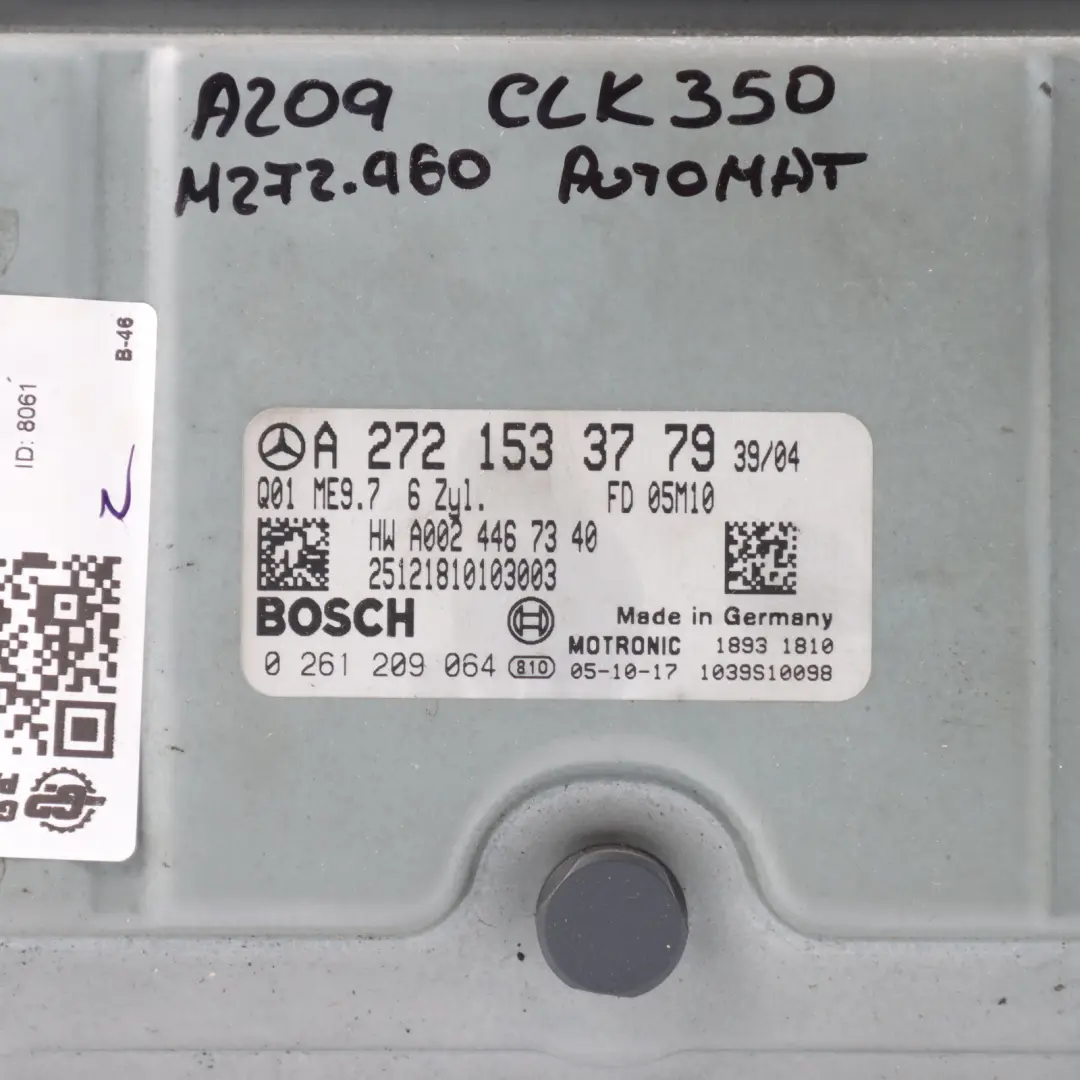 A209 CLK 350
M272.960 AUTOMAT
B-46
ID: 8061
A 272 153 37 79 39/04
Q01 ME9.7 6 Zyl. FD 05M10
HW A002 446 73 40
25121810103003
BOSCH
Made in Germany
MOTRONIC 1893 1810
0 261 209 064 810 05-10-17 1039S10098